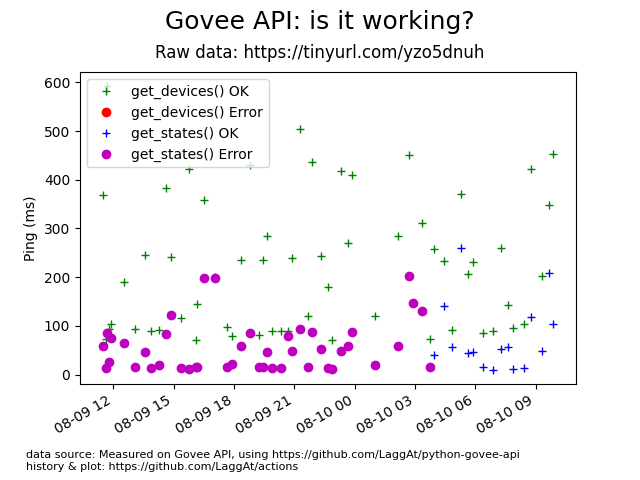 Govee API: is it working?
Raw data: https://tinyurl.com/yzo5dnuh
get_devices() OK
get_devices() Error
get_states() OK
get_states() Error
Ping (ms)
600
500
400
300
200
100
0
08-09 12
08-09 15
08-09 18
08-09 21
08-10 00
08-10 03
08-10 06
08-10 09
data source: Measured on Govee API, using https://github.com/LaggAt/python-govee-api
history & plot: https://github.com/LaggAt/actions